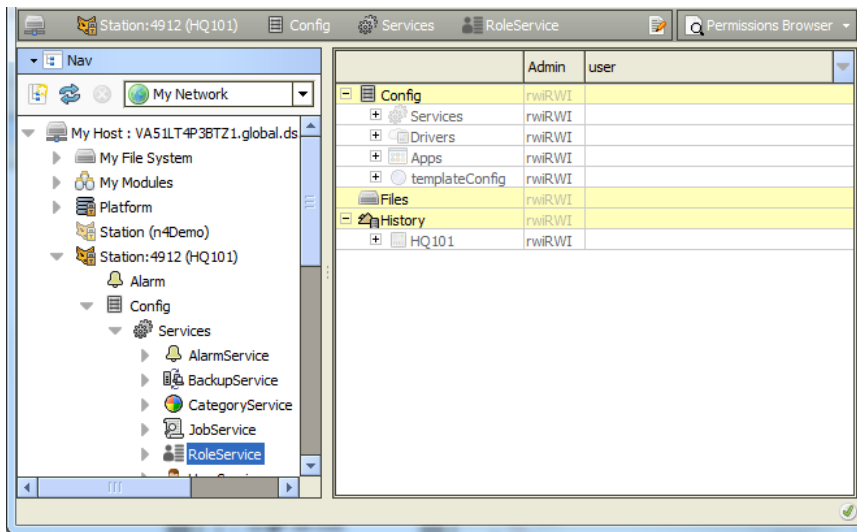 Station:4912 (HQ101) Config Services RoleService Permissions Browser
Nav
My Network
My Host : VA51LT4P3BTZ1.global.ds
My File System
My Modules
Platform
Station (n4Demo)
Station:4912 (HQ101)
Alarm
Config
Services
AlarmService
BackupService
CategoryService
JobService
RoleService
Admin user
Config rwiRWI
Services rwiRWI
Drivers rwiRWI
Apps rwiRWI
templateConfig rwiRWI
Files rwiRWI
History rwiRWI
HQ101 rwiRWI